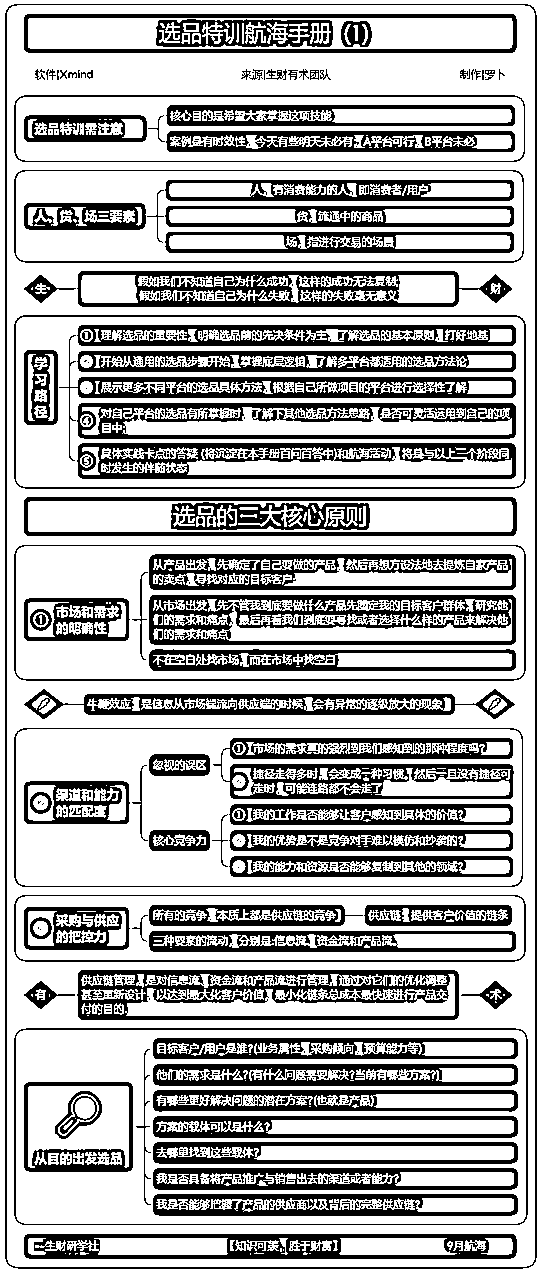 选品特训航海手册 (1)
软件|Xmind
来源|生财有术团队
制作|萝卜
选品特训需注意
核心目的是希望大家掌握这项技能
案例是有时效性,今天有些明天未必有,A平台可行,B平台未必
人、货、场三要素
人,有消费能力的人,即消费者/用户
货,流通中的商品
场,指进行交易的场景
生
假如我们不知道自己为什么成功,这样的成功无法复制
假如我们不知道自己为什么失败,这样的失败毫无意义
财
学习路径
①理解选品的重要性,明确选品前的先决条件为主,了解选品的基本原则,打好地基
开始从通用的选品步骤开始,掌握底层逻辑,了解多平台都适用的选品方法论
展示更多不同平台的选品具体方法,根据自己所做项目的平台进行选择性了解
④对自己平台的选品有所掌握时,了解下其他选品方法思路,是否可灵活运用到自己的项
目中;
⑤具体实践卡点的答疑(将沉淀在本手册百问百答中)和航海活动,将是与以上三个阶段同
时发生的伴随状态
选品的三大核心原则
①市场和需求
的明确性
从产品出发,先确定了自己要做的产品,然后再想方设法地去提炼自家产品
的卖点,寻找对应的目标客户
从市场出发,先不管我到底要做什么产品先圈定我的目标客户群体,研究他
们的需求和痛点,最后再看我们到底要寻找或者选择什么样的产品来解决他
们的需求和痛点
不在空白处找市场,而在市场中找空白
牛鞭效应,是信息从市场端流向供应端的时候,会有异常的逐级放大的现象
渠道和能力
的匹配度
忽视的误区
①市场的需求真的强烈到我们感知到的那种程度吗?
捷径走得多时,会变成一种习惯,然后一旦没有捷径可
走时,可能连路都不会走了
核心竞争力
①我的工作是否能够让客户感知到具体的价值?
我的优势是不是竞争对手难以模仿和抄袭的?
我的能力和资源是否能够复制到其他的领域?
采购与供应
的把控力
所有的竞争,本质上都是供应链的竞争
供应链,提供客户价值的链条
三种要素的流动,分别是:信息流、资金流和产品流。
有
供应链管理,是对信息流、资金流和产品流进行管理,通过对它们的优化调整
甚至重新设计,以达到最大化客户价值,最小化链条总成本最快速进行产品交
付的目的。
术
从目的出发选品
目标客户/用户是谁?(业务属性,采购倾向,预算能力等)
他们的需求是什么?(有什么问题需要解决?当前有哪些方案?)
有哪些更好解决问题的潜在方案?(也就是产品)
方案的载体可以是什么?
去哪里找到这些载体?
我是否具备将产品推广与销售出去的渠道或者能力?
我是否能够把握了产品的供应商以及背后的完整供应链?
生财研学社
【知识可羡,胜于财富】
9月航海